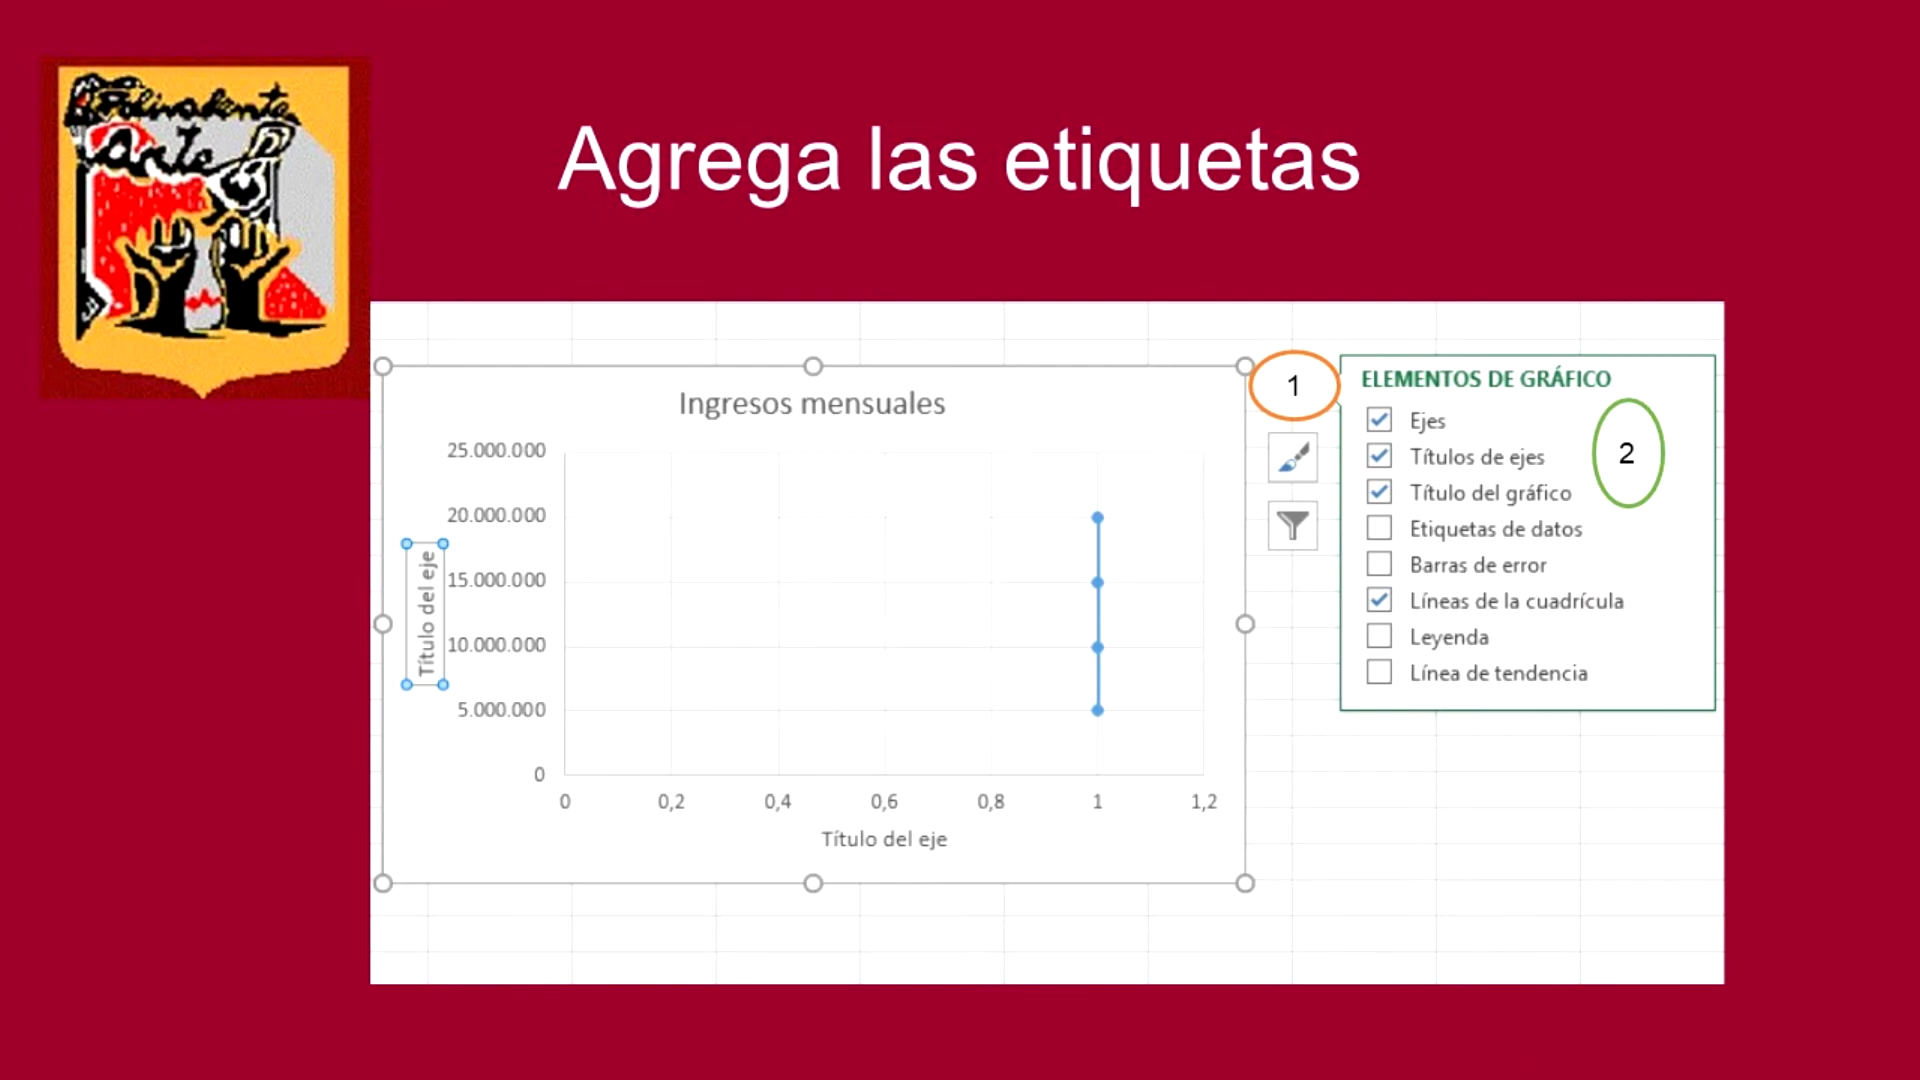 Polivalente
Arte
Agrega las etiquetas
Ingresos mensuales
25.000.000
20.000.000
15.000.000
10.000.000
5.000.000
0
Título del eje
0 0,2 0,4 0,6 0,8 1 1,2
Título del eje
1
ELEMENTOS DE GRÁFICO
Ejes
Títulos de ejes
2
Título del gráfico
Etiquetas de datos
Barras de error
Líneas de la cuadrícula
Leyenda
Línea de tendencia